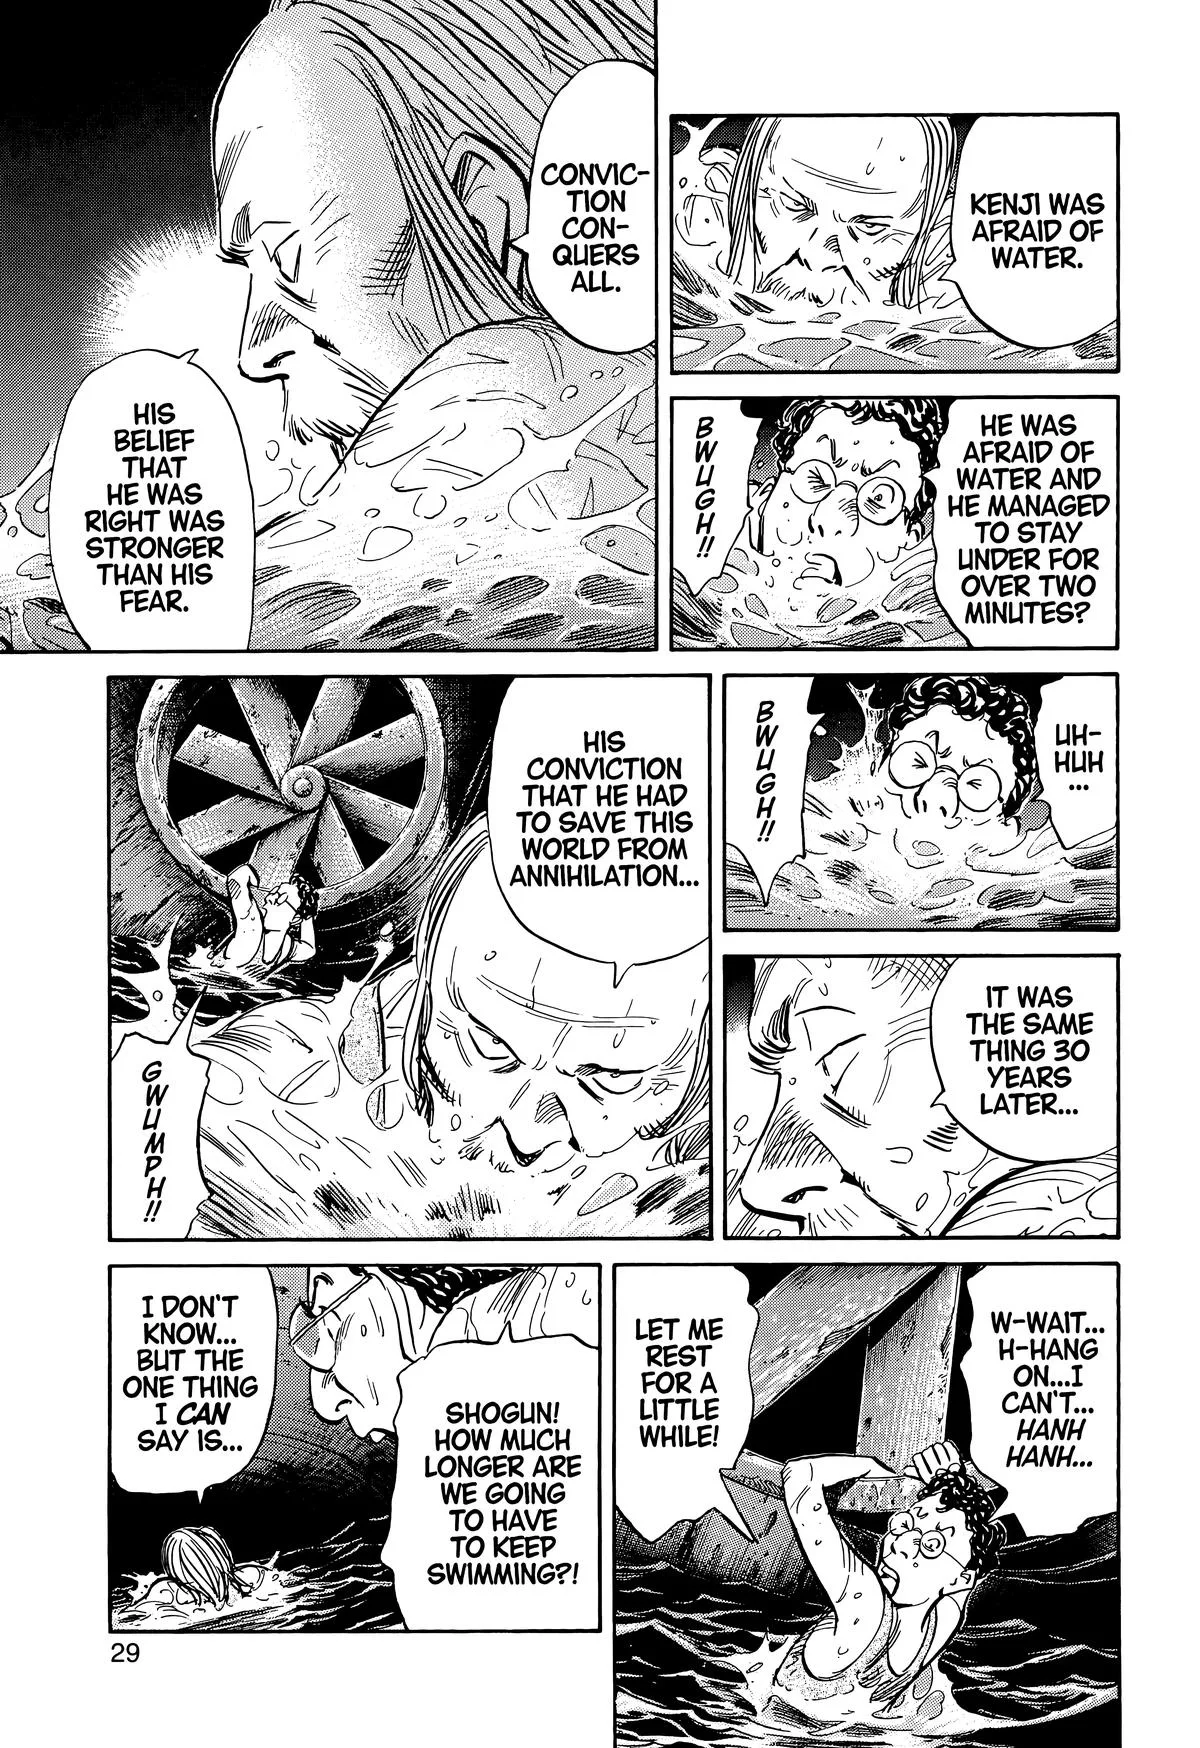 KENJI WAS
AFRAID OF
WATER.
HE WAS
AFRAID OF
WATER AND
HE MANAGED
TO STAY
UNDER FOR
OVER TWO
MINUTES?
BWUGH!!
CONVIC-
TION
CON-
QUERS
ALL.
HIS
BELIEF
THAT
HE WAS
RIGHT WAS
STRONGER
THAN HIS
FEAR.
UH-
HUH
...
BWUGH!!
IT WAS
THE SAME
THING 30
YEARS
LATER...
HIS
CONVICTION
THAT HE HAD
TO SAVE THIS
WORLD FROM
ANNIHILATION...
GWUMPH!!
W-WAIT...
H-HANG
ON...I
CAN'T...
HANH
HANH...
LET ME
REST
FOR A
LITTLE
WHILE!
SHOGUN!
HOW MUCH
LONGER ARE
WE GOING
TO HAVE
TO KEEP
SWIMMING?!
I DON'T
KNOW...
BUT THE
ONE THING
I CAN
SAY IS...
29